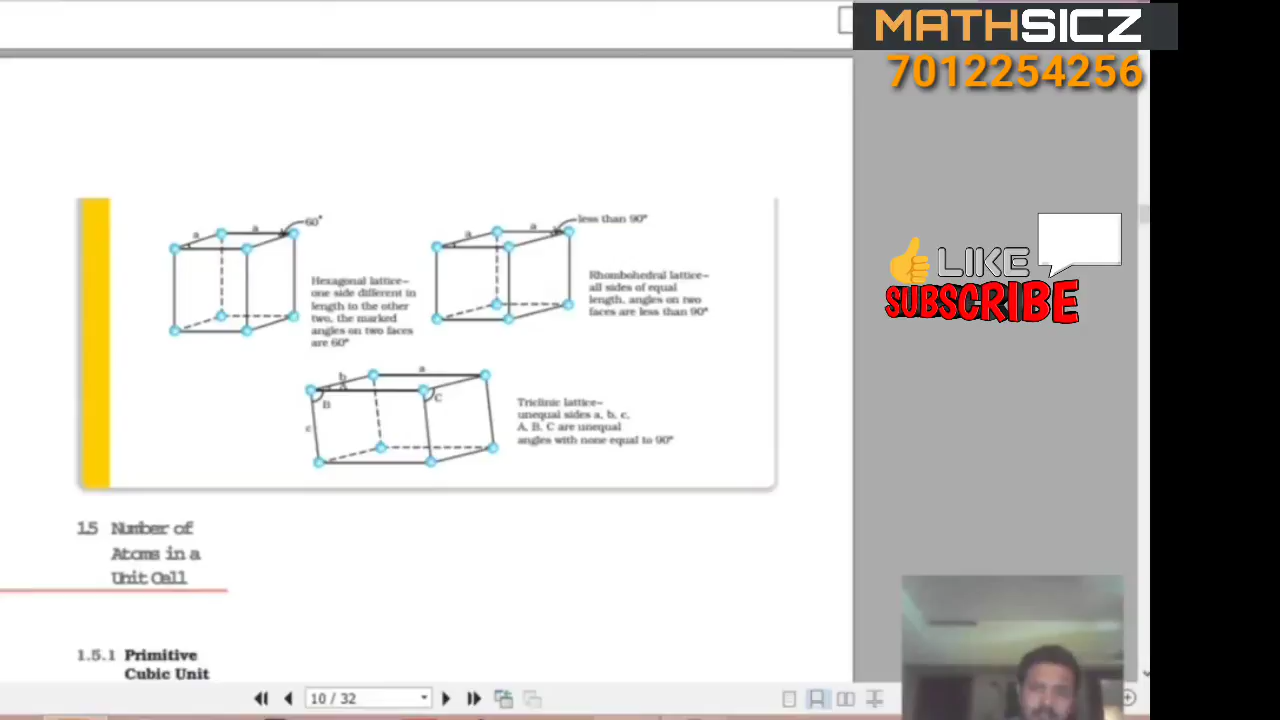 MATHSICZ
7012254256
a
a
60°
a
a
less than 90°
Hexagonal lattice–
one side different in
length to the other
two, the marked
angles on two faces
are 60°
Rhombohedral lattice–
all sides of equal
length, angles on two
faces are less than 90°
LIKE
SUBSCRIBE
a
b
A
B
C
c
Triclinic lattice–
unequal sides a, b, c,
A, B, C are unequal
angles with none equal to 90°
1.5 Number of
Atoms in a
Unit Cell
1.5.1 Primitive
Cubic Unit
10 / 32